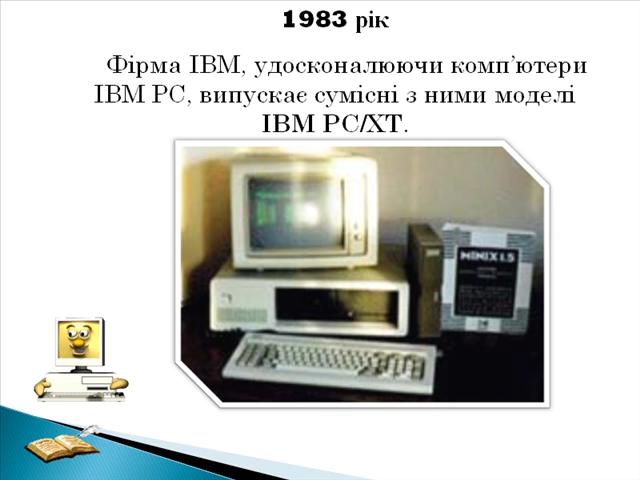 1983 рік
Фірма IBM, удосконалюючи комп’ютери
IBM PC, випускає сумісні з ними моделі
IBM PC/XT.
MINIX 1.5